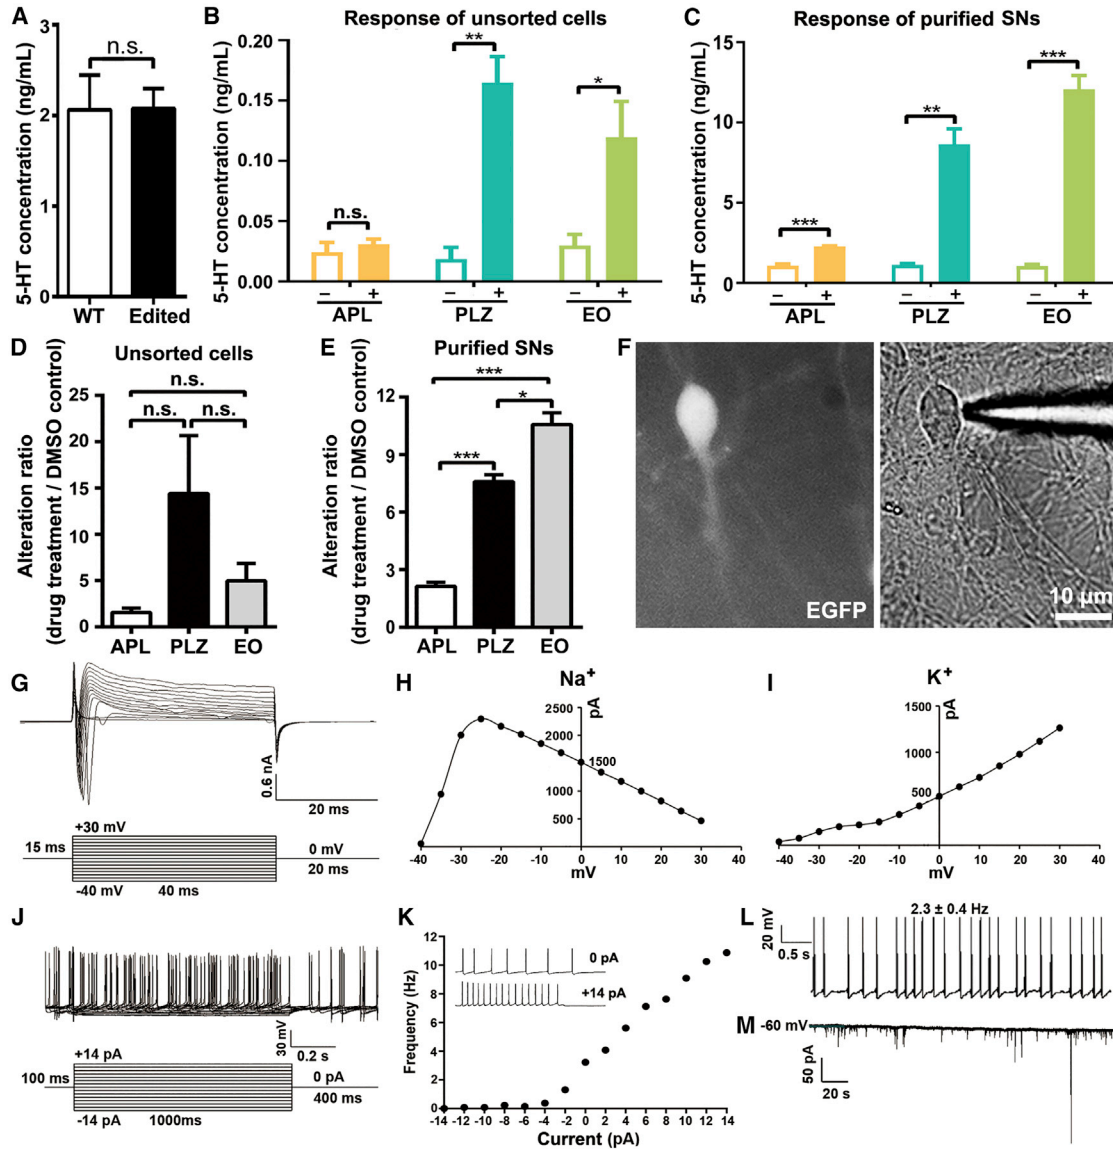 A
5-HT concentration (ng/mL)
3
2
1
0
n.s.
WT Edited
B
Response of unsorted cells
5-HT concentration (ng/mL)
0.20
0.15
0.10
0.05
0.00
n.s.
**
*
− + − + − +
APL PLZ EO
C
Response of purified SNs
5-HT concentration (ng/mL)
15
10
5
0
***
**
***
− + − + − +
APL PLZ EO
D
Unsorted cells
Alteration ratio
(drug treatment / DMSO control)
25
20
15
10
5
0
n.s.
n.s. n.s.
APL PLZ EO
E
Purified SNs
Alteration ratio
(drug treatment / DMSO control)
12
9
6
3
0
***
*
***
APL PLZ EO
F
EGFP
10 μm
G
0.6 nA
20 ms
+30 mV
15 ms
0 mV
20 ms
-40 mV 40 ms
H
Na+
pA
2500
2000
1500
1000
500
-40 -30 -20 -10 0 10 20 30 40
mV
I
K+
pA
1500
1000
500
-40 -30 -20 -10 0 10 20 30 40
mV
J
30 mV
0.2 s
+14 pA
100 ms
0 pA
400 ms
-14 pA 1000ms
K
Frequency (Hz)
12
10
8
6
4
2
0
0 pA
+14 pA
-14 -12 -10 -8 -6 -4 -2 0 2 4 6 8 10 12 14
Current (pA)
L
2.3 ± 0.4 Hz
20 mV
0.5 s
M
-60 mV
50 pA
20 s